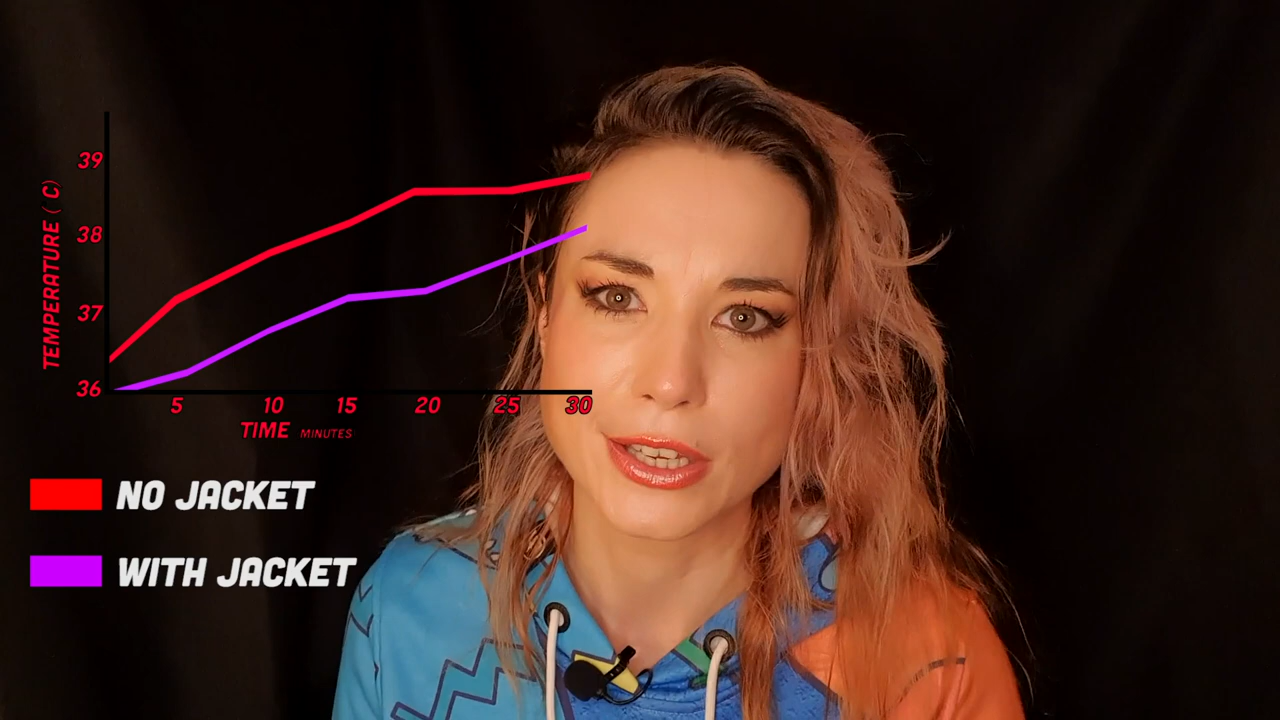 39
38
37
36
TEMPERATURE ( C)
5 10 15 20 25 30
TIME MINUTES
NO JACKET
WITH JACKET